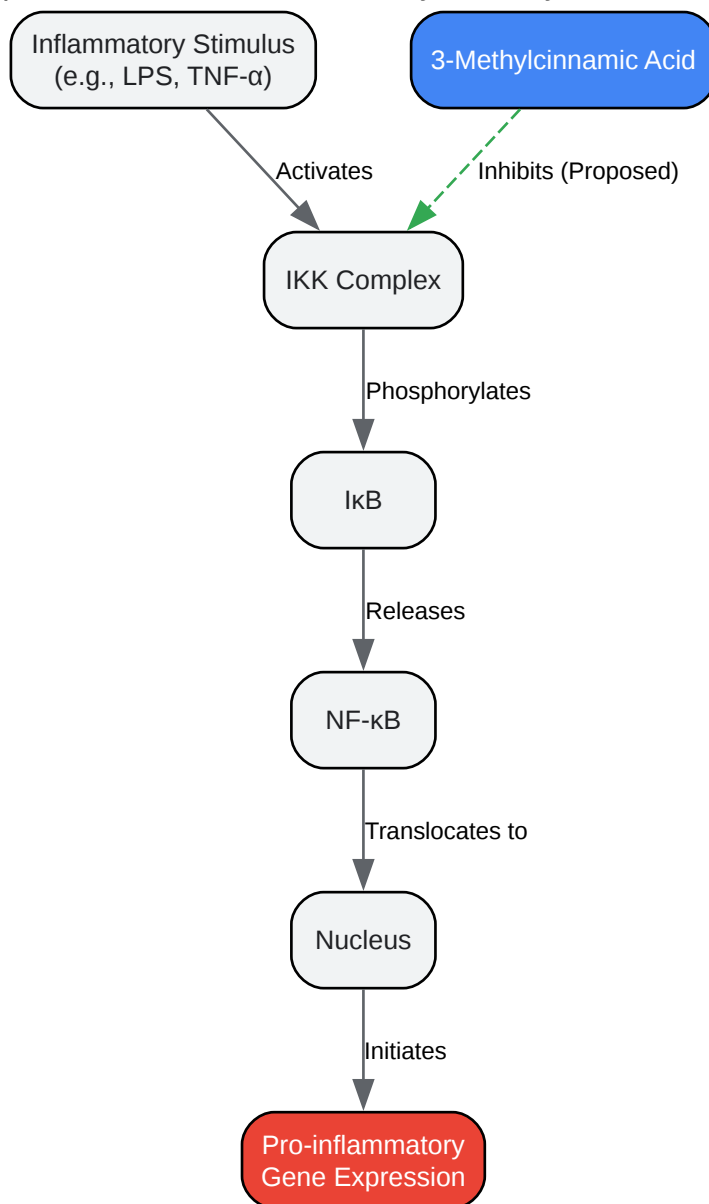 Inflammatory Stimulus
(e.g., LPS, TNF-α)
3-Methylcinnamic Acid
Activates
Inhibits (Proposed)
IKK Complex
Phosphorylates
IκB
Releases
NF-κB
Translocates to
Nucleus
Initiates
Pro-inflammatory
Gene Expression